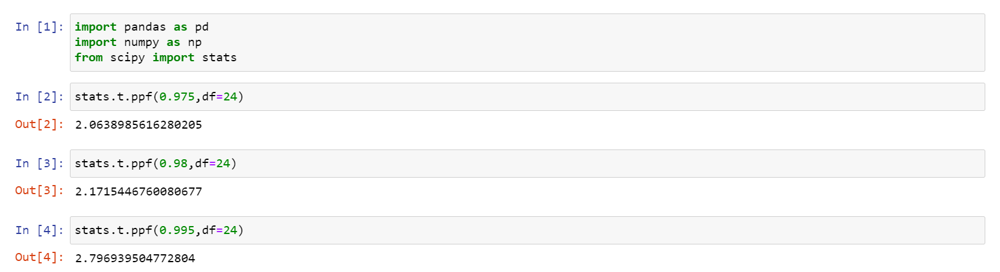 In [1]: import pandas as pd
import numpy as np
from scipy import stats
In [2]: stats.t.ppf(0.975,df=24)
Out[2]: 2.0638985616280205
In [3]: stats.t.ppf(0.98,df=24)
Out[3]: 2.1715446760080677
In [4]: stats.t.ppf(0.995,df=24)
Out[4]: 2.796939504772804